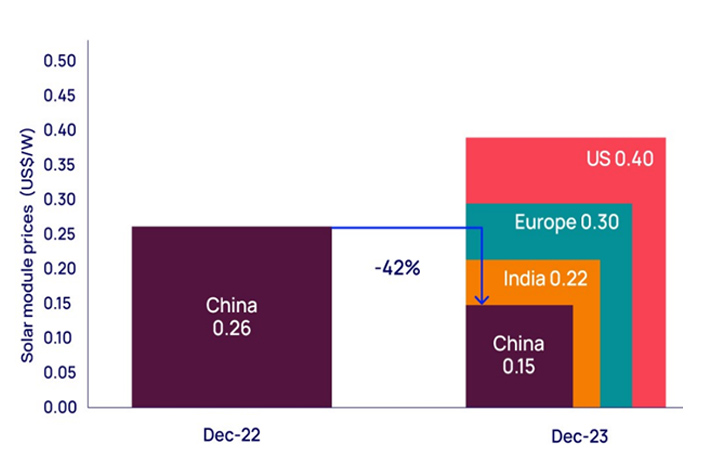 Solar module prices (US$/W)
0.50
0.45
0.40
0.35
0.30
0.25
0.20
0.15
0.10
0.05
0.00
China
0.26
-42%
US 0.40
Europe 0.30
India 0.22
China
0.15
Dec-22
Dec-23